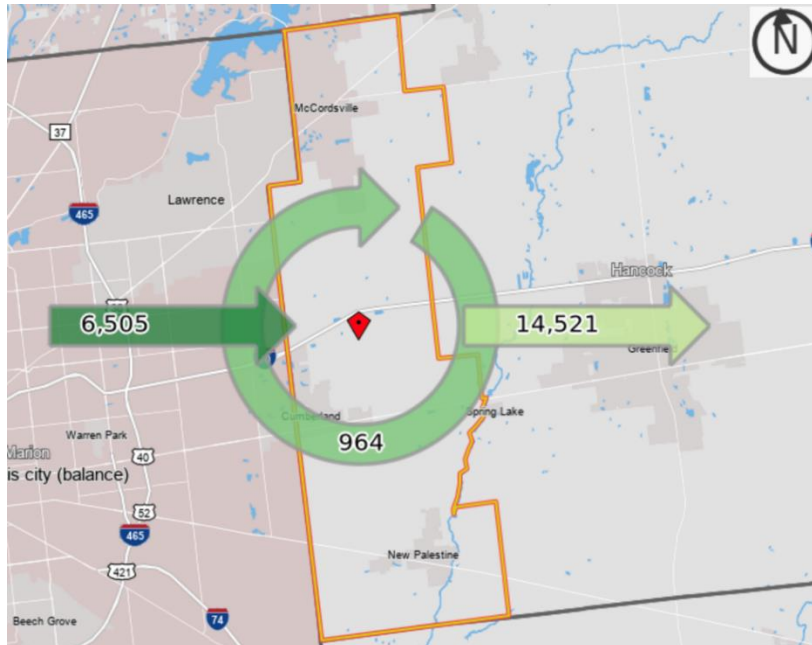 N
McCordsville
37
Lawrence
465
Hancock
6,505
14,521
Greenfield
Cumberland
Spring Lake
964
Warren Park
Marion
40
is city (balance)
52
465
New Palestine
421
74
Beech Grove